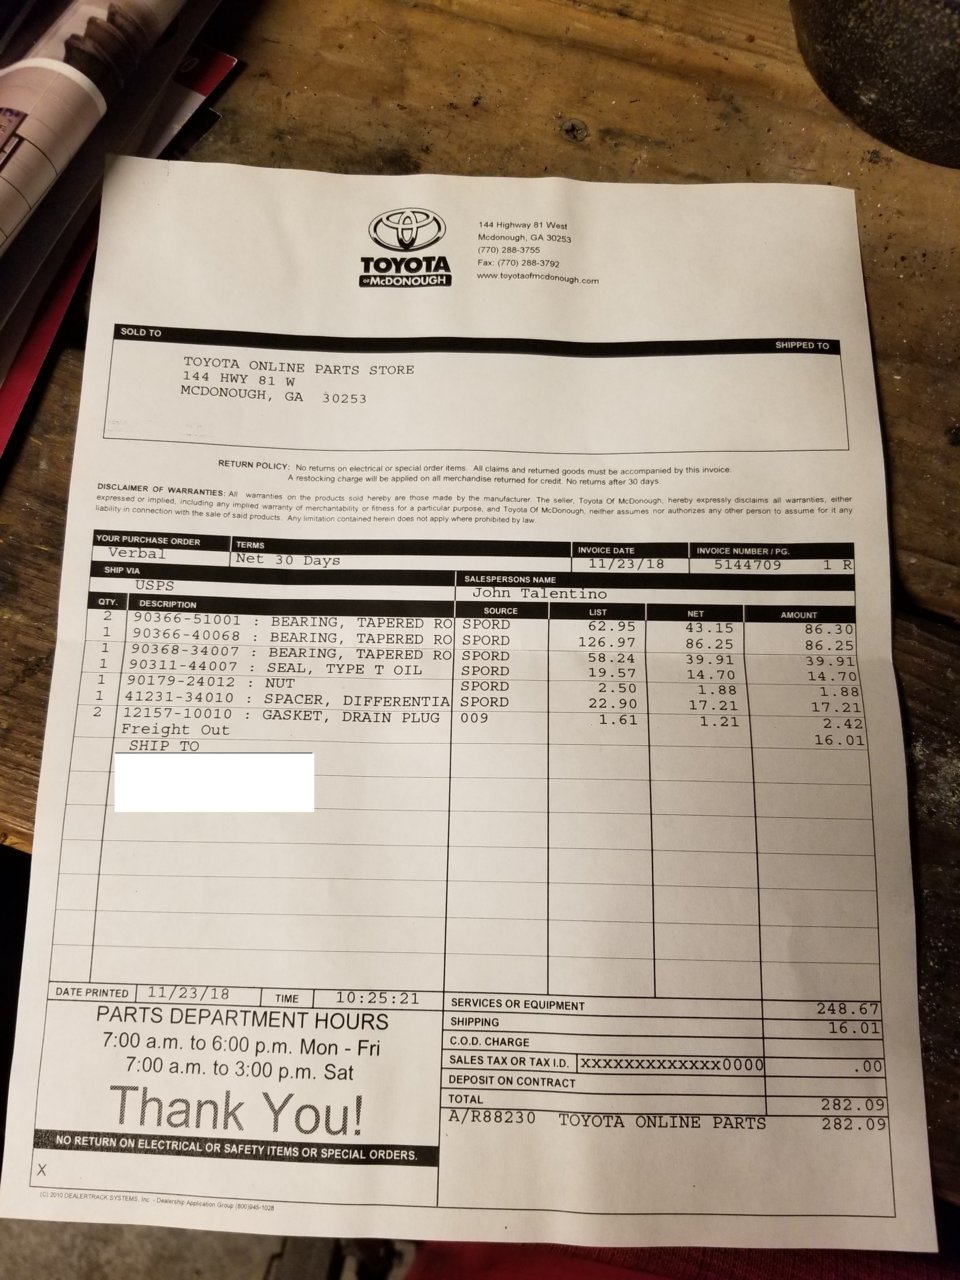 144 Highway 81 West
Mcdonough, GA 30253
(770) 288-3755
Fax: (770) 288-3792
www.toyotaofmcdonough.com
TOYOTA
OF McDONOUGH
SOLD TO SHIPPED TO
TOYOTA ONLINE PARTS STORE
144 HWY 81 W
MCDONOUGH, GA 30253
RETURN POLICY: No returns on electrical or special order items. All claims and returned goods must be accompanied by this invoice.
A restocking charge will be applied on all merchandise returned for credit. No returns after 30 days.
DISCLAIMER OF WARRANTIES: All warranties on the products sold hereby are those made by the manufacturer. The seller, Toyota Of McDonough, hereby expressly disclaims all warranties, either
expressed or implied, including any implied warranty of merchantability or fitness for a particular purpose, and Toyota Of McDonough, neither assumes nor authorizes any other person to assume for it any
liability in connection with the sale of said products. Any limitation contained herein does not apply where prohibited by law.
YOUR PURCHASE ORDER TERMS INVOICE DATE INVOICE NUMBER / PG.
Verbal Net 30 Days 11/23/18 5144709 1 R
SHIP VIA SALESPERSONS NAME
USPS John Talentino
QTY. DESCRIPTION SOURCE LIST NET AMOUNT
2 90366-51001 : BEARING, TAPERED RO SPORD 62.95 43.15 86.30
1 90366-40068 : BEARING, TAPERED RO SPORD 126.97 86.25 86.25
1 90368-34007 : BEARING, TAPERED RO SPORD 58.24 39.91 39.91
1 90311-44007 : SEAL, TYPE T OIL SPORD 19.57 14.70 14.70
1 90179-24012 : NUT SPORD 2.50 1.88 1.88
1 41231-34010 : SPACER, DIFFERENTIA SPORD 22.90 17.21 17.21
2 12157-10010 : GASKET, DRAIN PLUG 009 1.61 1.21 2.42
Freight Out 16.01
SHIP TO
DATE PRINTED 11/23/18 TIME 10:25:21
PARTS DEPARTMENT HOURS
7:00 a.m. to 6:00 p.m. Mon - Fri
7:00 a.m. to 3:00 p.m. Sat
Thank You!
NO RETURN ON ELECTRICAL OR SAFETY ITEMS OR SPECIAL ORDERS.
X
SERVICES OR EQUIPMENT 248.67
SHIPPING 16.01
C.O.D. CHARGE
SALES TAX OR TAX I.D. XXXXXXXXXXXXX0000 .00
DEPOSIT ON CONTRACT
TOTAL 282.09
A/R88230 TOYOTA ONLINE PARTS 282.09
(C) 2010 DEALERTRACK SYSTEMS, Inc. - Dealership Application Group (800)945-1028